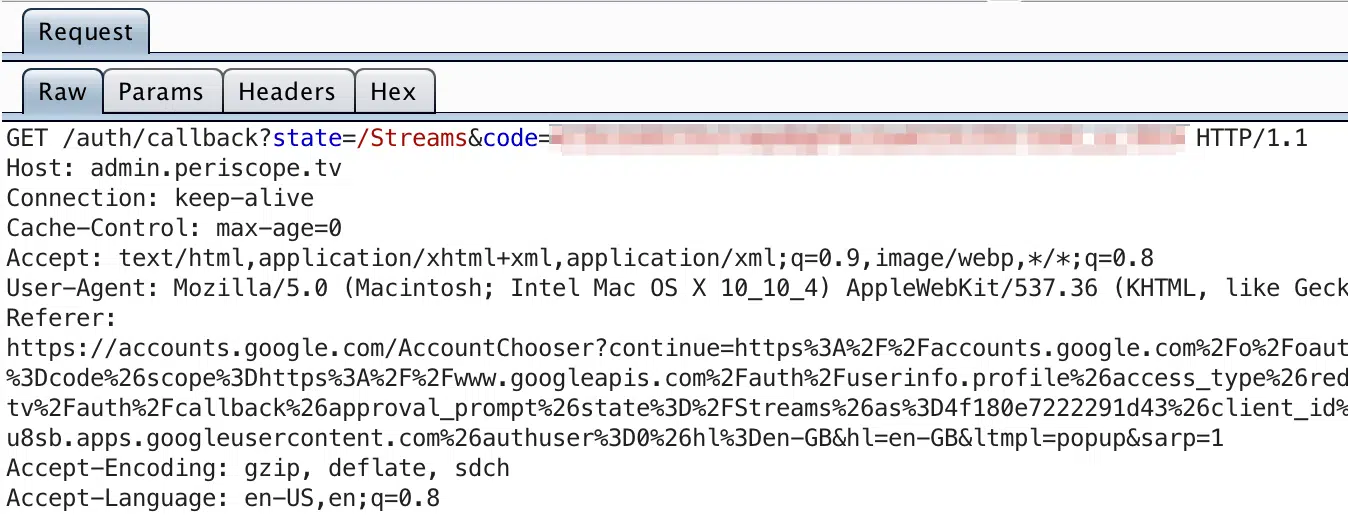 Request
Raw Params Headers Hex
GET /auth/callback?state=/Streams&code= HTTP/1.1
Host: admin.periscope.tv
Connection: keep-alive
Cache-Control: max-age=0
Accept: text/html,application/xhtml+xml,application/xml;q=0.9,image/webp,*/*;q=0.8
User-Agent: Mozilla/5.0 (Macintosh; Intel Mac OS X 10_10_4) AppleWebKit/537.36 (KHTML, like Geck
Referer:
https://accounts.google.com/AccountChooser?continue=https%3A%2F%2Faccounts.google.com%2Fo%2Foaut
%3Dcode%26scope%3Dhttps%3A%2F%2Fwww.googleapis.com%2Fauth%2Fuserinfo.profile%26access_type%26red
tv%2Fauth%2Fcallback%26approval_prompt%26state%3D%2FStreams%26as%3D4f180e7222291d43%26client_id%
u8sb.apps.googleusercontent.com%26authuser%3D0%26hl%3Den-GB&hl=en-GB&ltmpl=popup&sarp=1
Accept-Encoding: gzip, deflate, sdch
Accept-Language: en-US,en;q=0.8